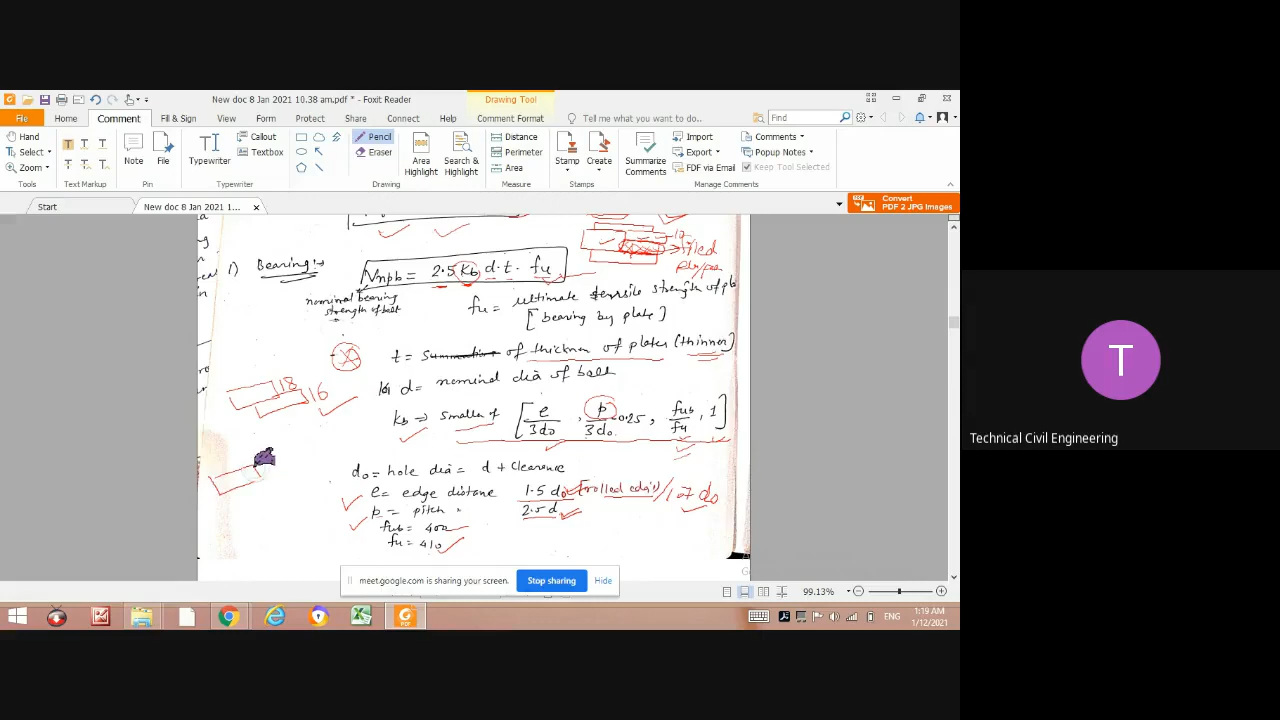 New doc 8 Jan 2021 10.38 am.pdf * - Foxit Reader
Drawing Tool
File Home Comment Fill & Sign View Form Protect Share Connect Help Comment Format Tell me what you want to do.. Find
Hand
Select
Zoom
Tools
Text Markup
Note
File
Pin
Typewriter
Callout
Textbox
Typewriter
Pencil
Eraser
Drawing
Area Highlight
Search & Highlight
Distance
Perimeter
Area
Measure
Stamp
Create
Stamps
Summarize Comments
Import
Export
FDF via Email
Comments
Popup Notes
Keep Tool Selected
Manage Comments
Start
New doc 8 Jan 2021 1...
Convert
PDF 2 JPG Images
1) Bearing :→
Vnpb = 2.5 Kb d.t. fu
nominal bearing
strength of bolt
fu = ultimate tensile strength of
[bearing by plate]
t = of thickness of plates (thinner)
d = nominal dia of bolt
18
16
Kb → Smaller of [e/3do, p/3do - 0.25, fub/fu, 1]
do = hole dia = d + clearence
e = edge distane 1.5 do [rolled edges] / 1.7 do
p = pitch 2.5 d
fub = 400
fu = 410
meet.google.com is sharing your screen. Stop sharing Hide
99.13%
ENG
1:19 AM
1/12/2021
T
Technical Civil Engineering